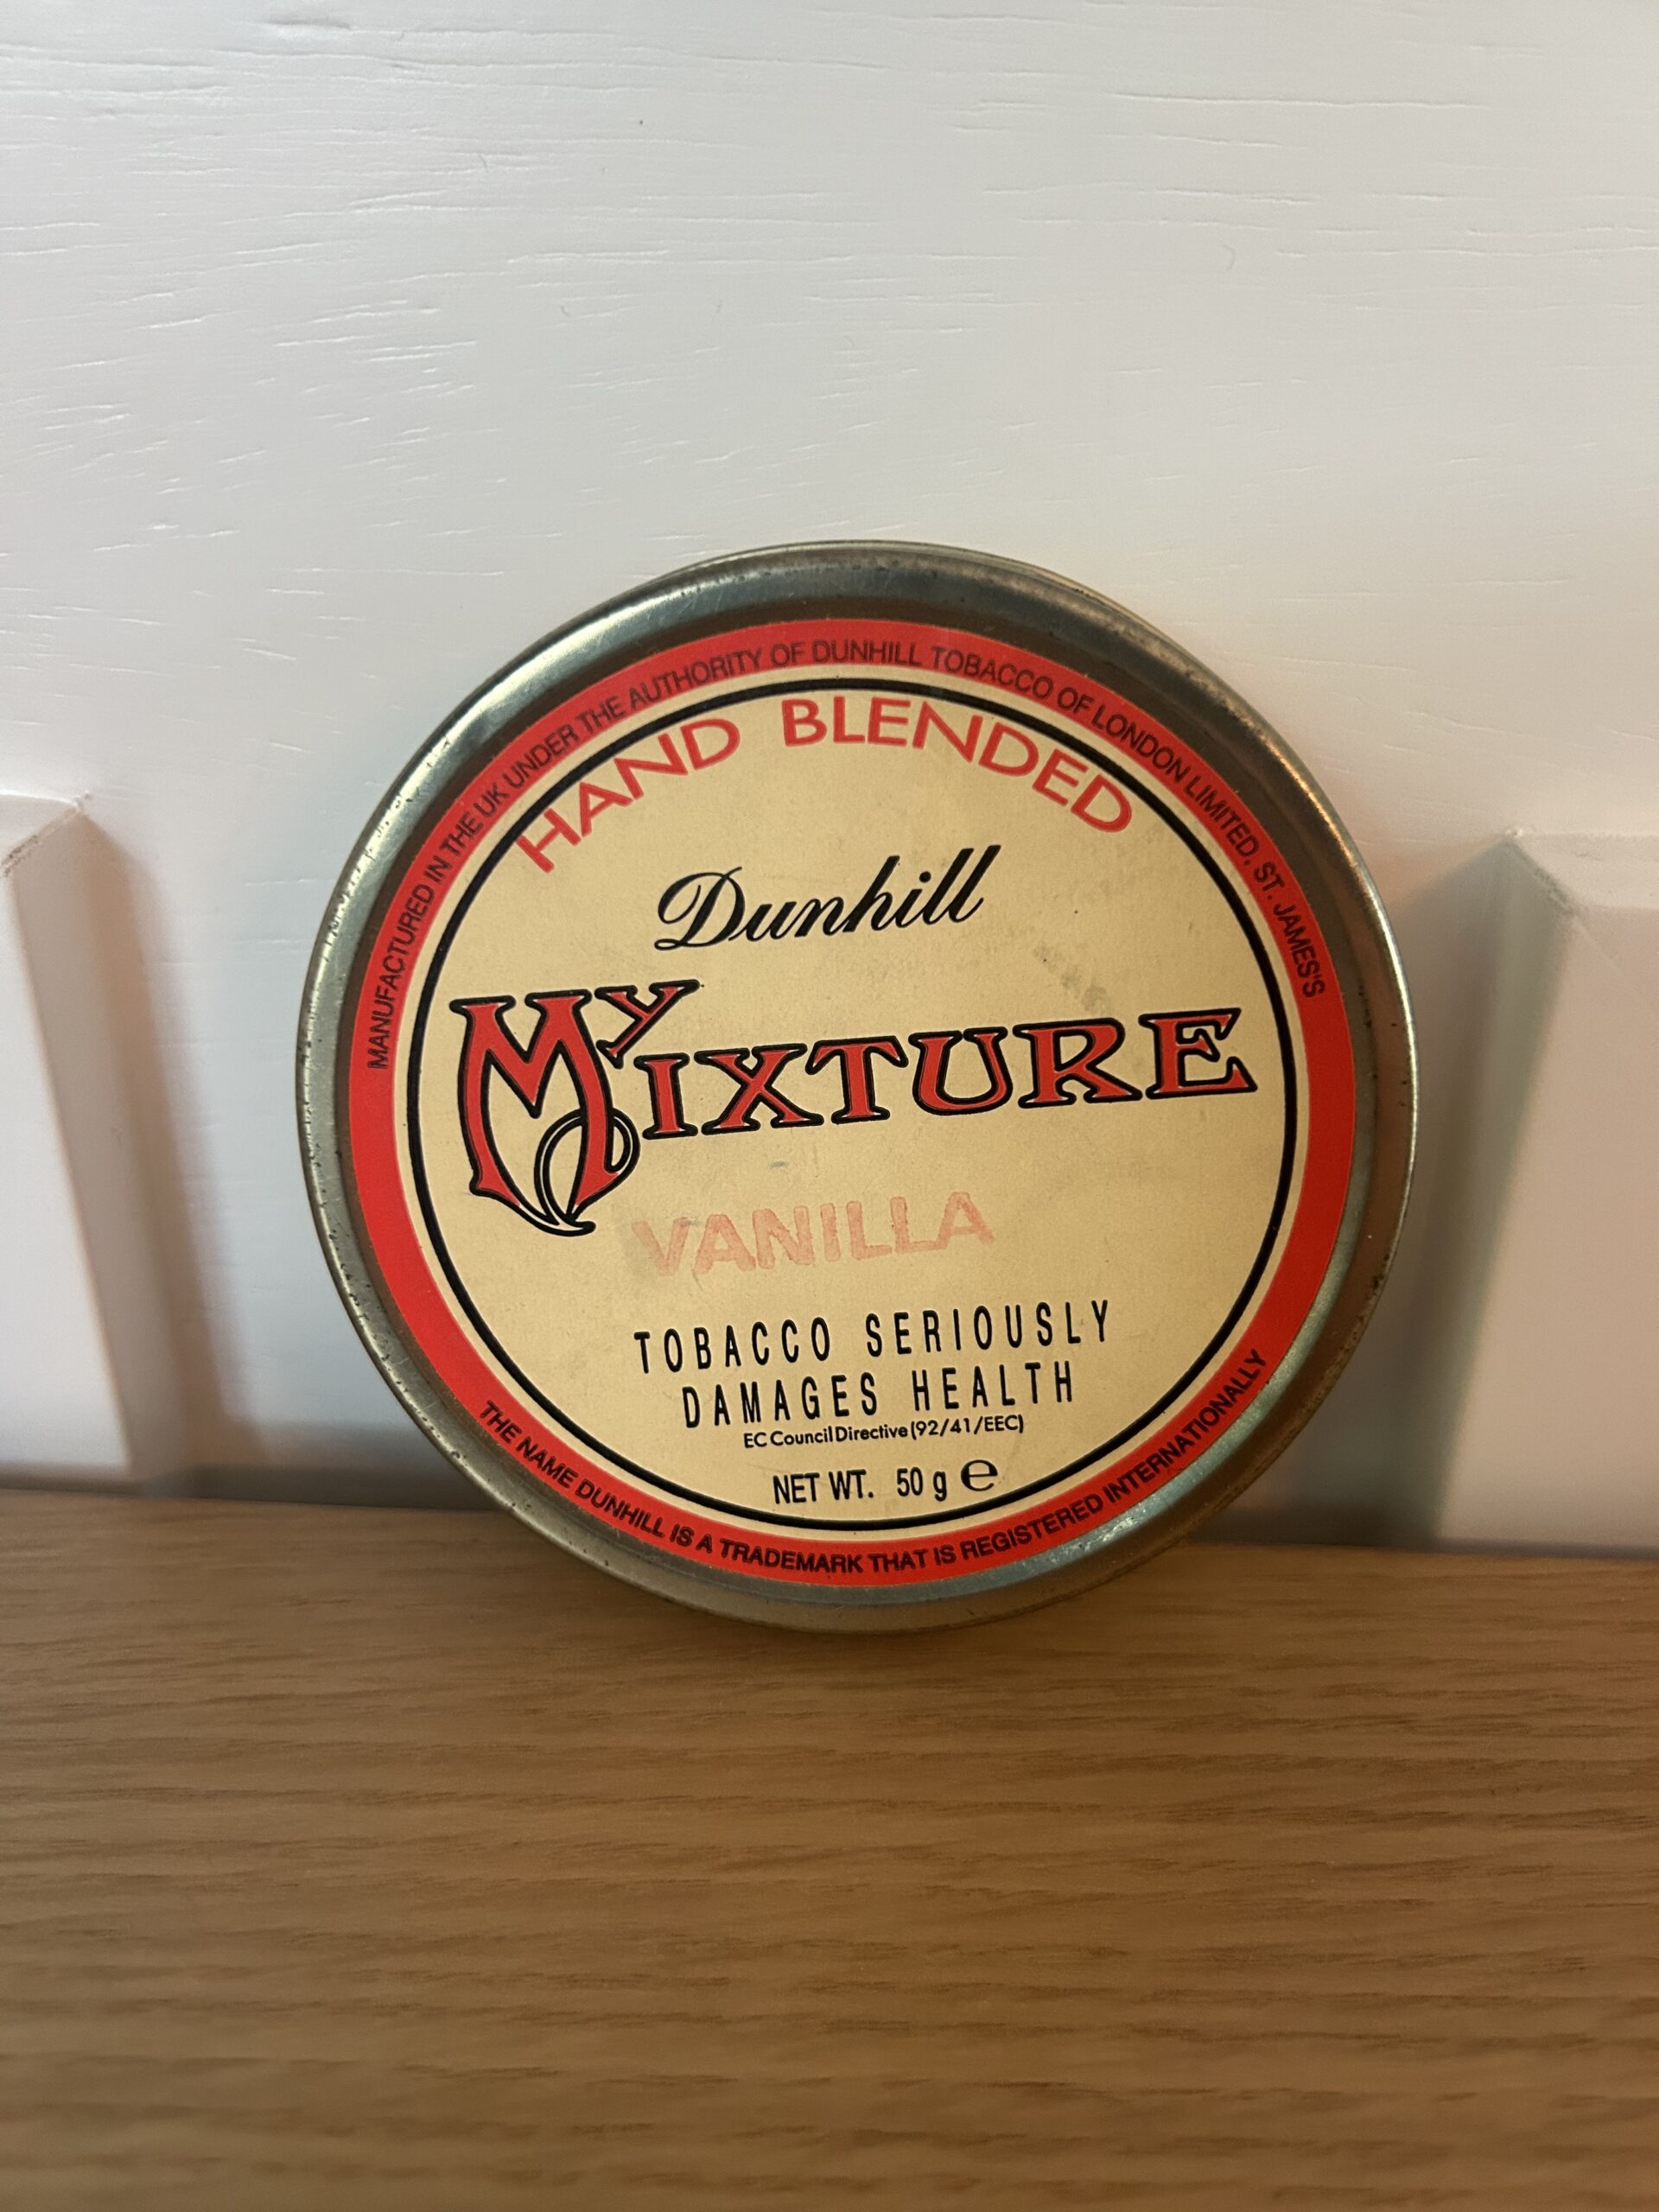 MANUFACTURED IN THE UK UNDER THE AUTHORITY OF DUNHILL TOBACCO OF LONDON LIMITED. ST. JAMES'S
HAND BLENDED
Dunhill
MY MIXTURE
VANILLA
TOBACCO SERIOUSLY
DAMAGES HEALTH
EC Council Directive (92/41/EEC)
NET WT. 50 g ℮
THE NAME DUNHILL IS A TRADEMARK THAT IS REGISTERED INTERNATIONALLY